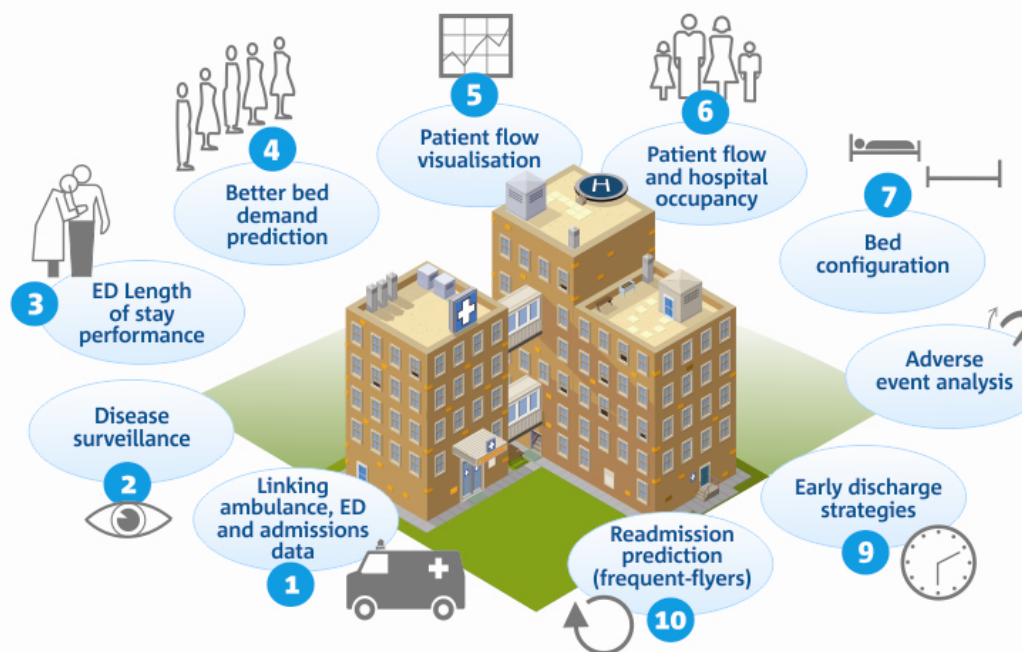 1
Linking
ambulance, ED
and admissions
data
2
Disease
surveillance
3
ED Length
of stay
performance
4
Better bed
demand
prediction
5
Patient flow
visualisation
6
Patient flow
and hospital
occupancy
7
Bed
configuration
Adverse
event analysis
9
Early discharge
strategies
10
Readmission
prediction
(frequent-flyers)
H